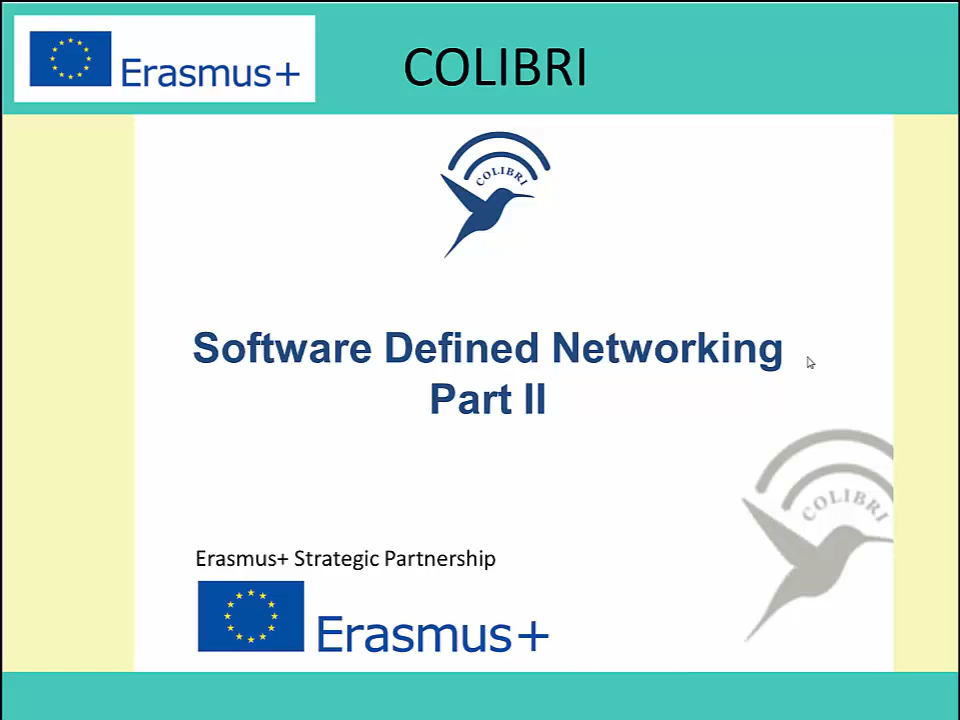 Erasmus+
COLIBRI
COLIBRI
Software Defined Networking
Part II
COLIBRI
Erasmus+ Strategic Partnership
Erasmus+